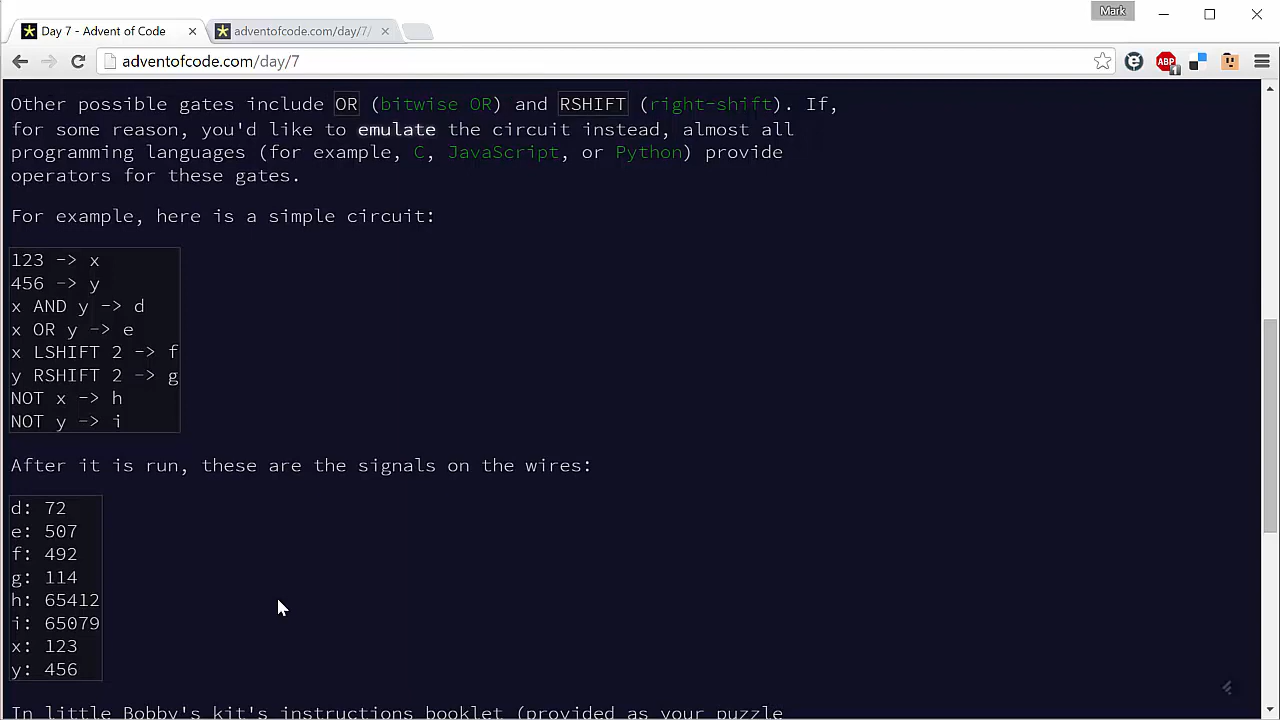 Mark
Day 7 - Advent of Code
adventofcode.com/day/7/
adventofcode.com/day/7
ABP
1
Other possible gates include OR (bitwise OR) and RSHIFT (right-shift). If,
for some reason, you'd like to emulate the circuit instead, almost all
programming languages (for example, C, JavaScript, or Python) provide
operators for these gates.
For example, here is a simple circuit:
123 -> x
456 -> y
x AND y -> d
x OR y -> e
x LSHIFT 2 -> f
y RSHIFT 2 -> g
NOT x -> h
NOT y -> i
After it is run, these are the signals on the wires:
d: 72
e: 507
f: 492
g: 114
h: 65412
i: 65079
x: 123
y: 456
In little Bobby's kit's instructions booklet (provided as your puzzle